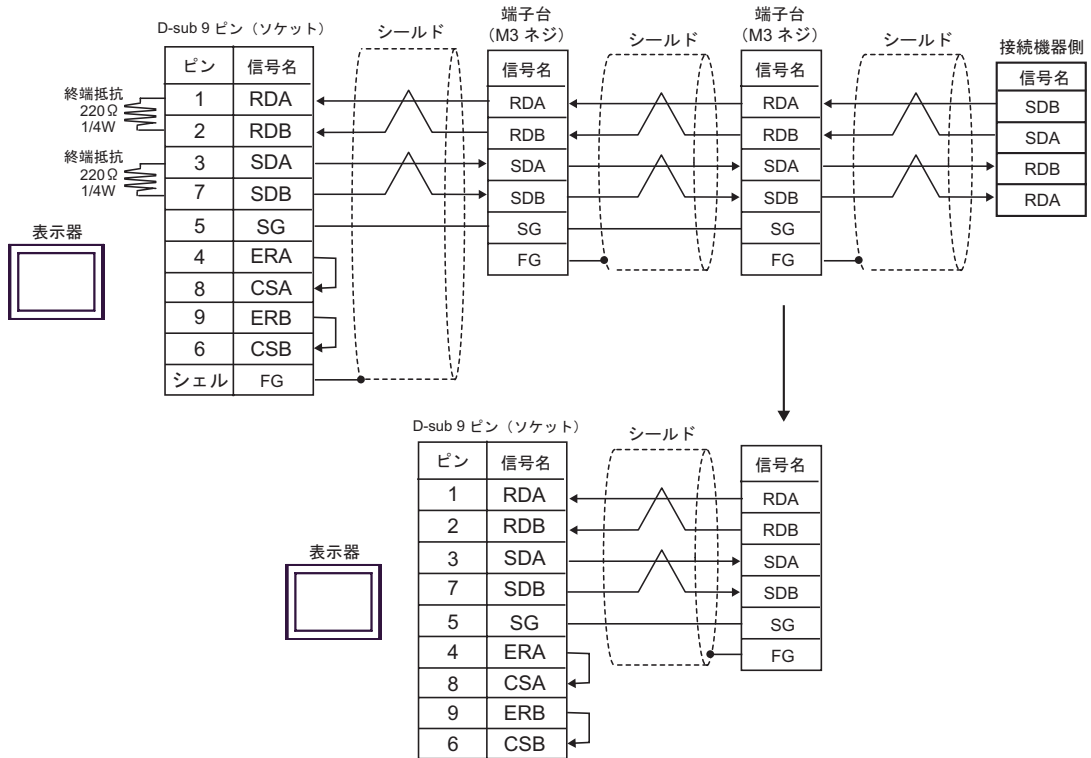 D-sub 9 ピン（ソケット）
シールド
端子台
(M3 ネジ)
シールド
端子台
(M3 ネジ)
シールド
接続機器側
ピン 信号名
1 RDA
2 RDB
3 SDA
7 SDB
5 SG
4 ERA
8 CSA
9 ERB
6 CSB
シェル FG
終端抵抗
220Ω
1/4W
終端抵抗
220Ω
1/4W
表示器
信号名
RDA
RDB
SDA
SDB
SG
FG
信号名
RDA
RDB
SDA
SDB
SG
FG
信号名
SDB
SDA
RDB
RDA
D-sub 9 ピン（ソケット）
シールド
ピン 信号名
1 RDA
2 RDB
3 SDA
7 SDB
5 SG
4 ERA
8 CSA
9 ERB
6 CSB
表示器
信号名
RDA
RDB
SDA
SDB
SG
FG